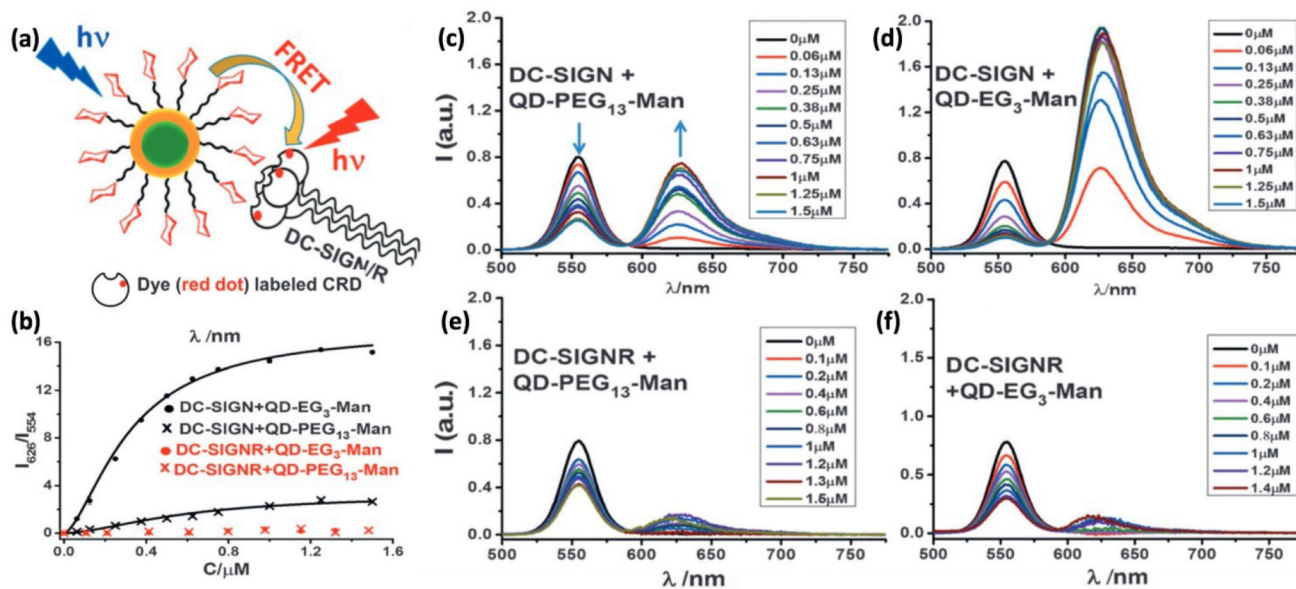 (a)
hν
FRET
hν
DC-SIGN/R
Dye (red dot) labeled CRD
(b)
λ /nm
I626/I554
16
12
8
4
0
DC-SIGN+QD-EG3-Man
DC-SIGN+QD-PEG13-Man
DC-SIGNR+QD-EG3-Man
DC-SIGNR+QD-PEG13-Man
0.0
0.4
0.8
1.2
1.6
C/μM
(c)
I (a.u.)
2.0
1.6
1.2
0.8
0.4
0.0
DC-SIGN +
QD-PEG13-Man
0μM
0.06μM
0.13μM
0.25μM
0.38μM
0.5μM
0.63μM
0.75μM
1μM
1.25μM
1.5μM
500
550
600
650
700
750
λ/nm
(d)
2.0
1.6
1.2
0.8
0.4
0.0
DC-SIGN +
QD-EG3-Man
0μM
0.06μM
0.13μM
0.25μM
0.38μM
0.5μM
0.63μM
0.75μM
1μM
1.25μM
1.5μM
500
550
600
650
700
750
λ/nm
(e)
I (a.u.)
2.0
1.6
1.2
0.8
0.4
0.0
DC-SIGNR +
QD-PEG13-Man
0μM
0.1μM
0.2μM
0.4μM
0.6μM
0.8μM
1μM
1.2μM
1.3μM
1.5μM
500
550
600
650
700
750
λ /nm
(f)
2.0
1.5
1.0
0.5
0.0
DC-SIGNR
+QD-EG3-Man
0μM
0.1μM
0.2μM
0.4μM
0.6μM
0.8μM
1μM
1.2μM
1.4μM
500
550
600
650
700
750
λ /nm